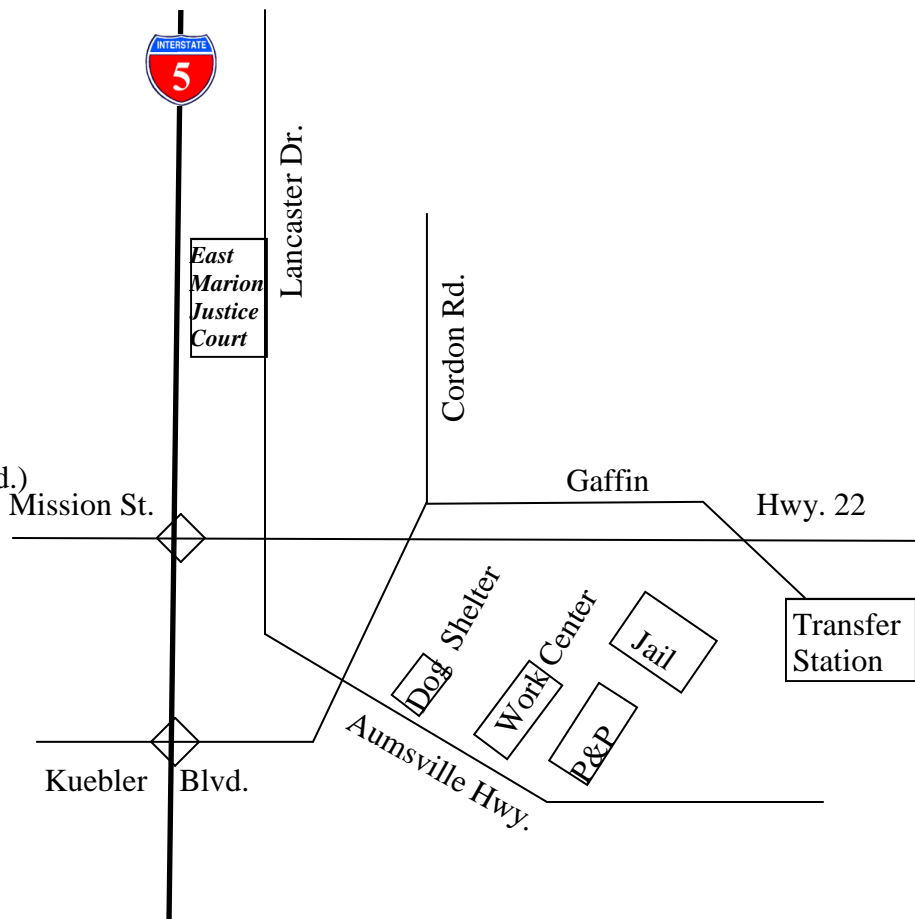 INTERSTATE
5
Lancaster Dr.
East
Marion
Justice
Court
Cordon Rd.
d.)
Mission St.
Gaffin
Hwy. 22
Dog Shelter
Work Center
Jail
P&P
Transfer
Station
Aumsville Hwy.
Kuebler Blvd.